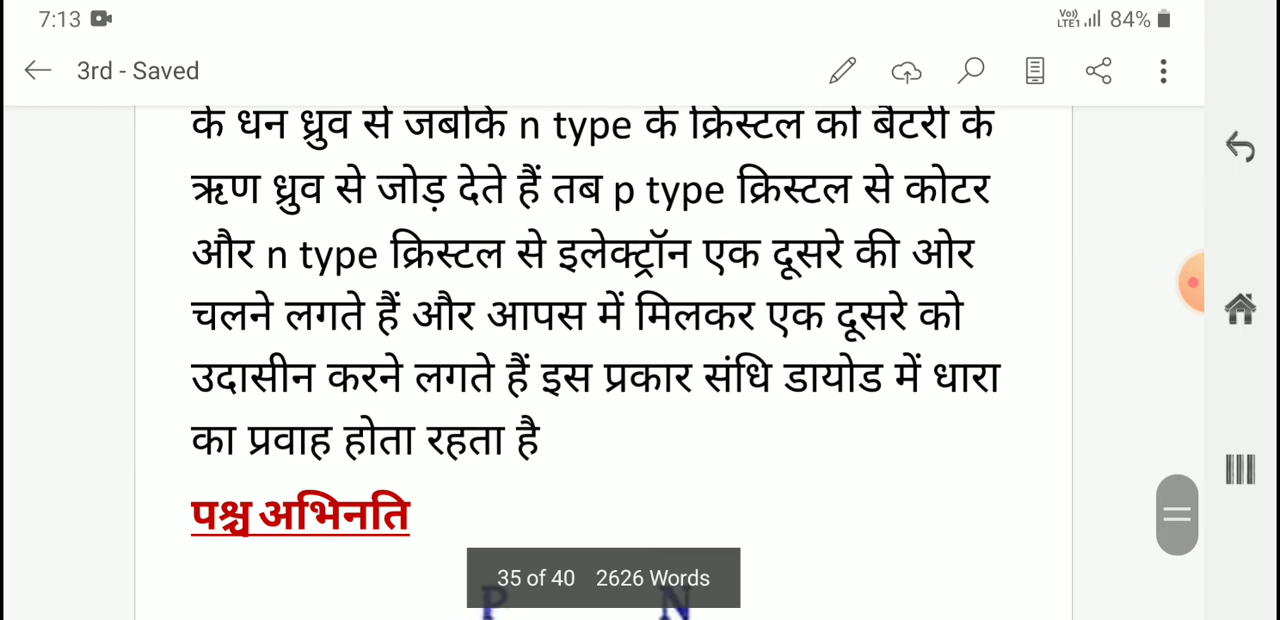 7:13 Vo)) LTE1 84%
3rd - Saved
के धन ध्रुव से जबकि n type के क्रिस्टल को बैटरी के
ऋण ध्रुव से जोड़ देते हैं तब p type क्रिस्टल से कोटर
और n type क्रिस्टल से इलेक्ट्रॉन एक दूसरे की ओर
चलने लगते हैं और आपस में मिलकर एक दूसरे को
उदासीन करने लगते हैं इस प्रकार संधि डायोड में धारा
का प्रवाह होता रहता है
पश्च अभिनति
35 of 40 2626 Words
P N